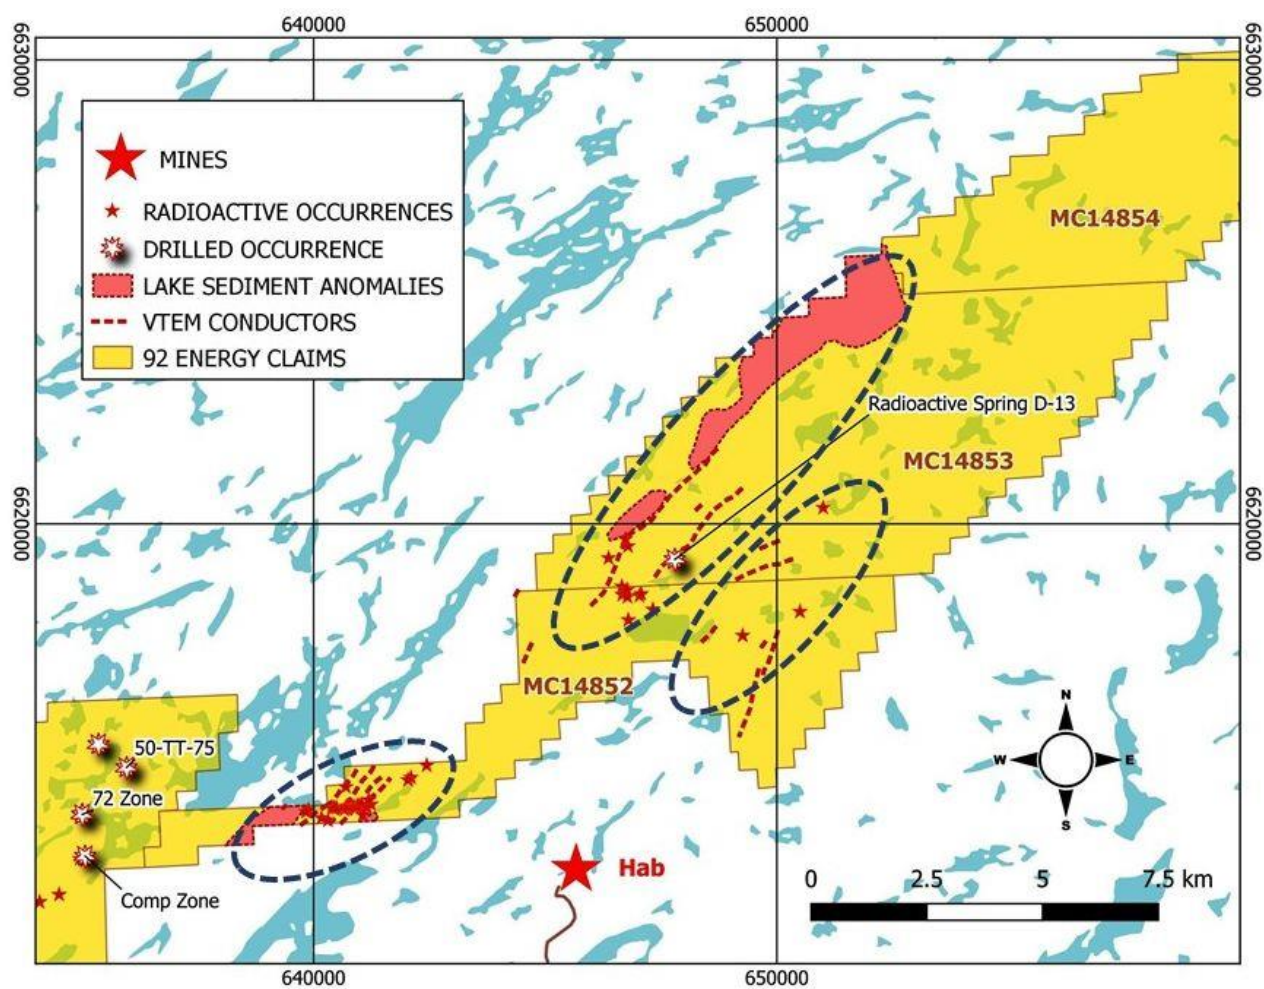 640000
650000
6630000
6630000
MINES
RADIOACTIVE OCCURRENCES
DRILLED OCCURRENCE
LAKE SEDIMENT ANOMALIES
VTEM CONDUCTORS
92 ENERGY CLAIMS
MC14854
Radioactive Spring D-13
MC14853
6620000
6620000
MC14852
N
W
E
S
50-TT-75
72 Zone
Comp Zone
Hab
0
2.5
5
7.5 km
640000
650000